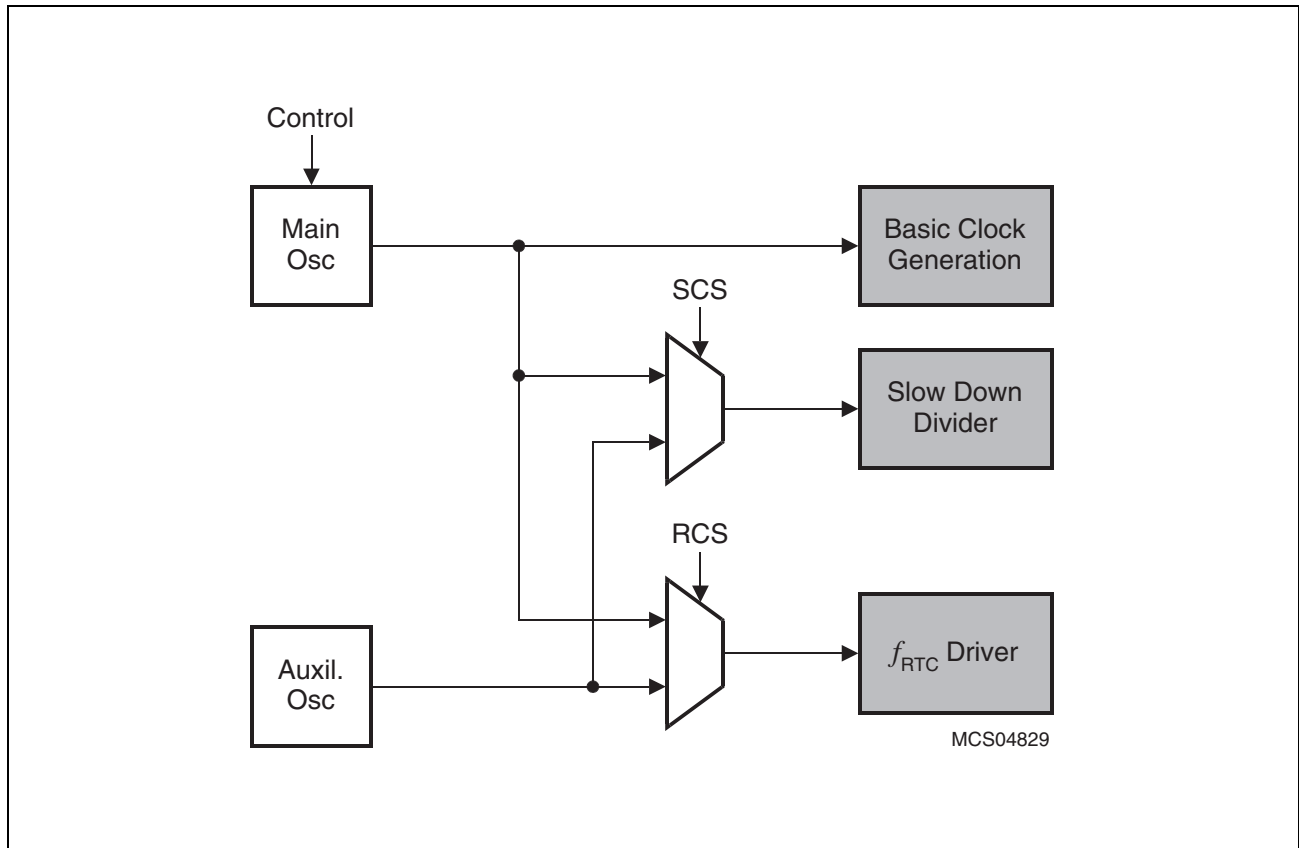 Control
Main
Osc
Basic Clock
Generation
SCS
Slow Down
Divider
RCS
Auxil.
Osc
fRTC Driver
MCS04829